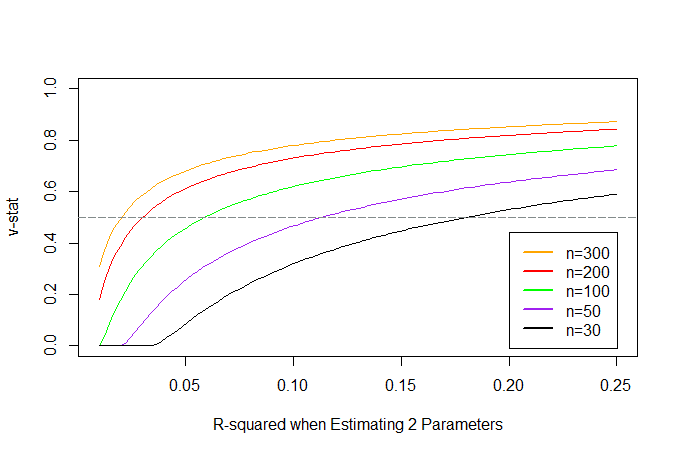 v-stat
1.0
0.8
0.6
0.4
0.2
0.0
n=300
n=200
n=100
n=50
n=30
0.05 0.10 0.15 0.20 0.25
R-squared when Estimating 2 Parameters